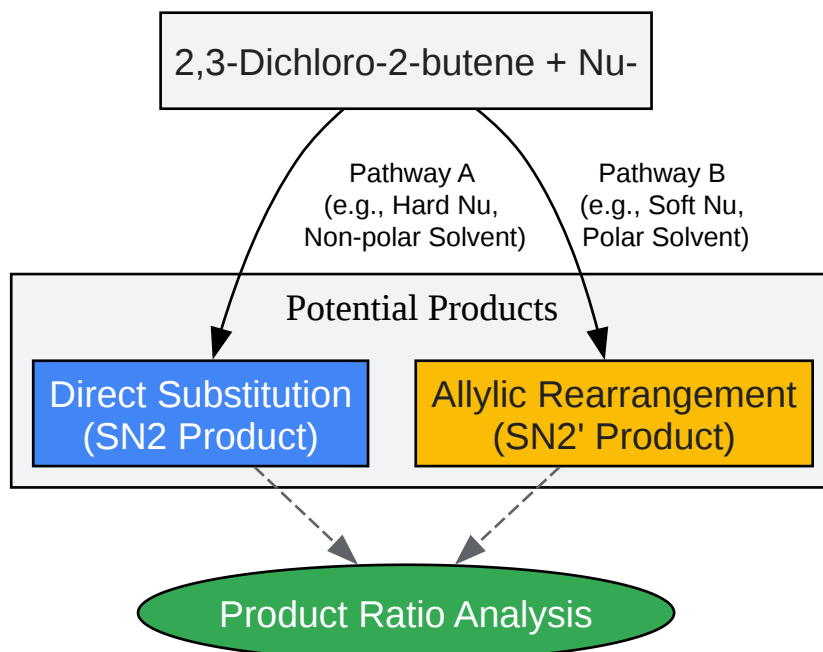 2,3-Dichloro-2-butene + Nu-
Pathway A
(e.g., Hard Nu,
Non-polar Solvent)
Pathway B
(e.g., Soft Nu,
Polar Solvent)
Potential Products
Direct Substitution
(SN2 Product)
Allylic Rearrangement
(SN2' Product)
Product Ratio Analysis